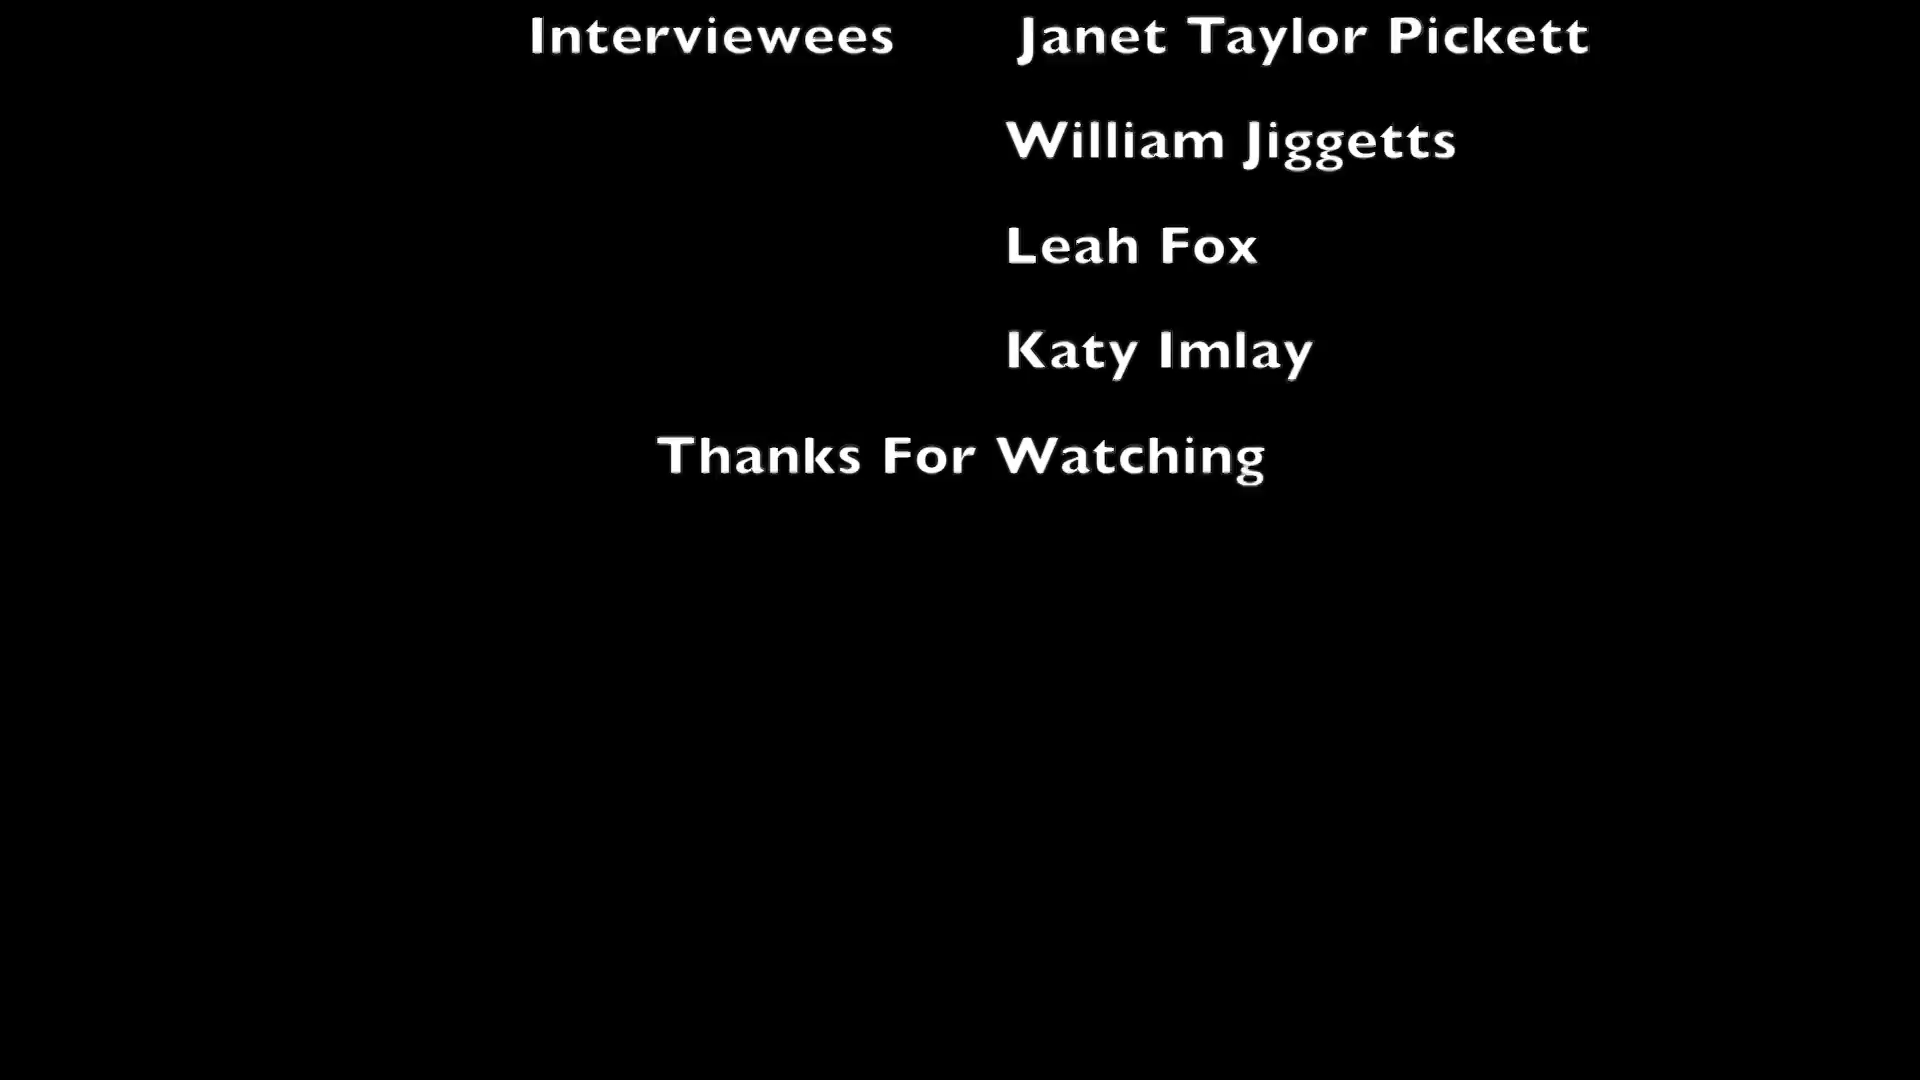 Interviewees Janet Taylor Pickett
William Jiggetts
Leah Fox
Katy Imlay
Thanks For Watching